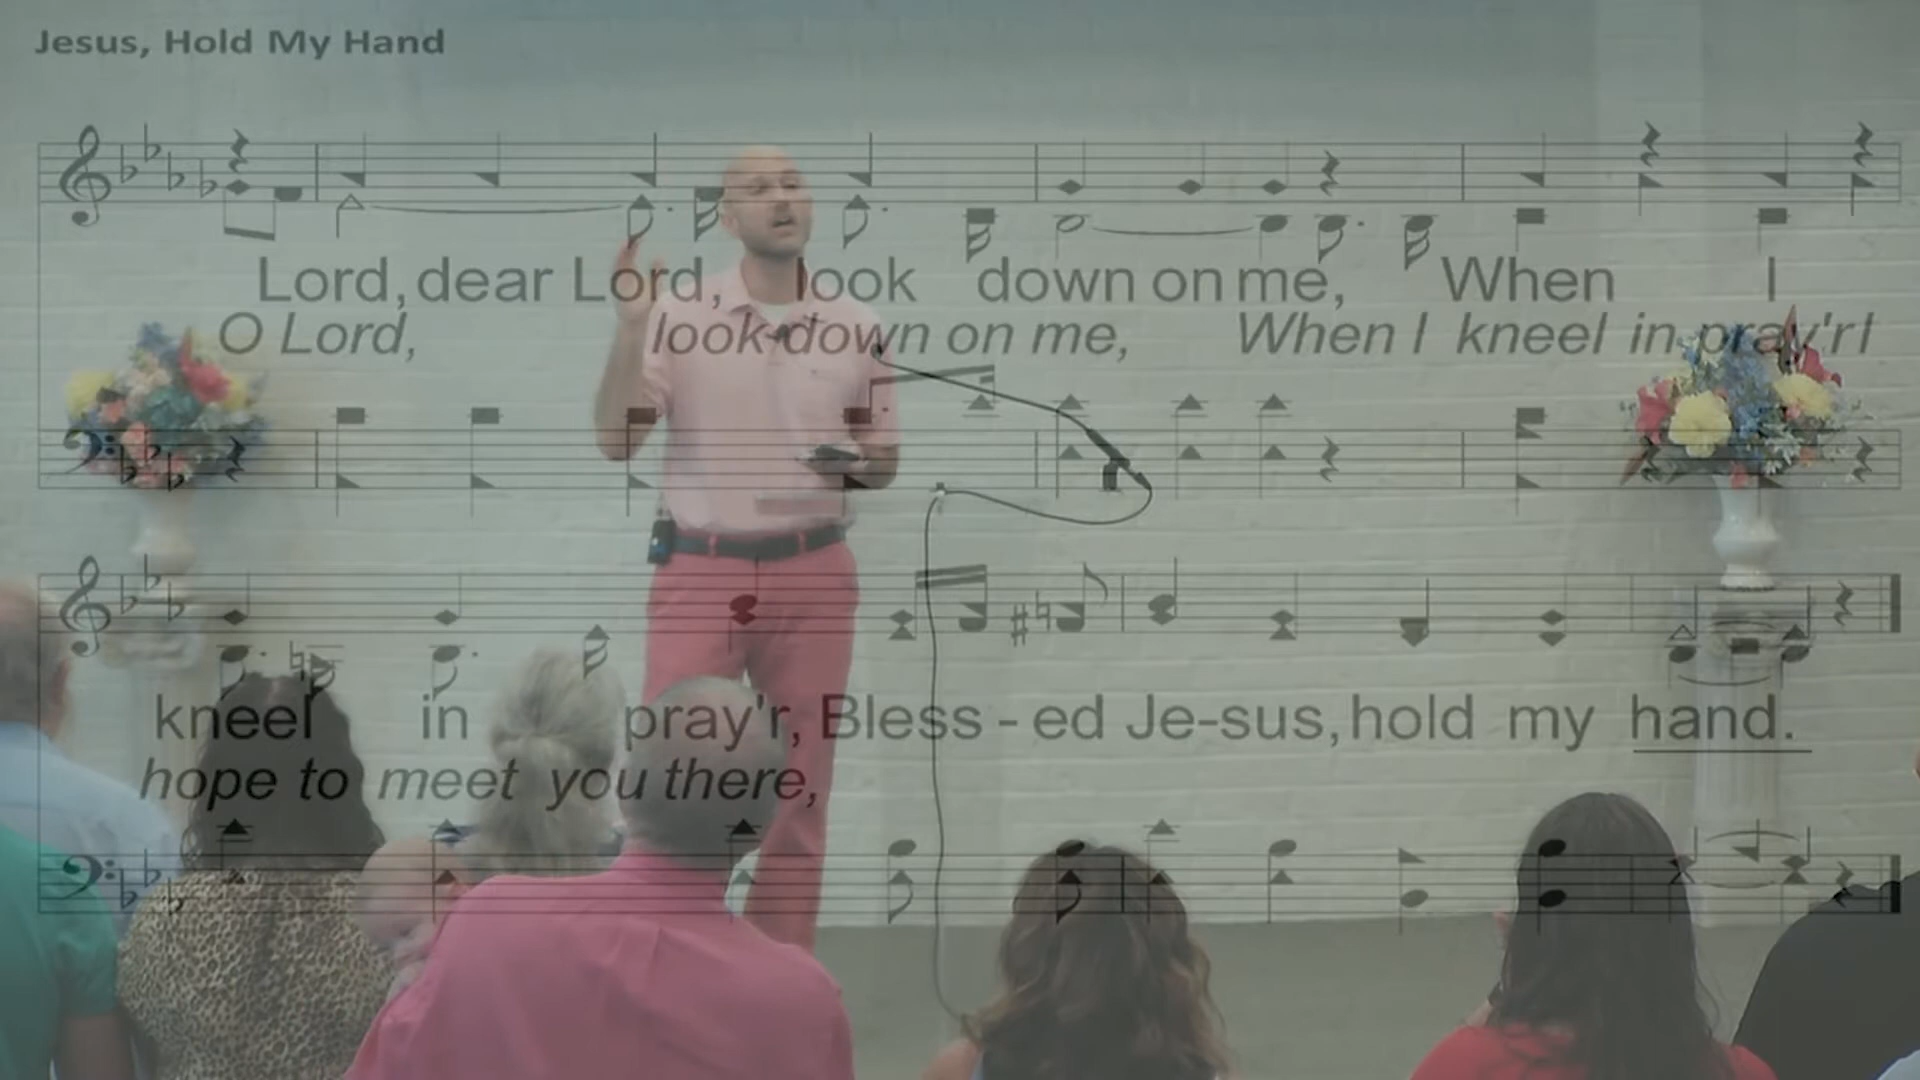 Jesus, Hold My Hand
Lord, dear Lord, look down on me, When I
O Lord, look down on me, When I kneel in pray'r I
kneel in pray'r, Bless - ed Je-sus, hold my hand.
hope to meet you there,